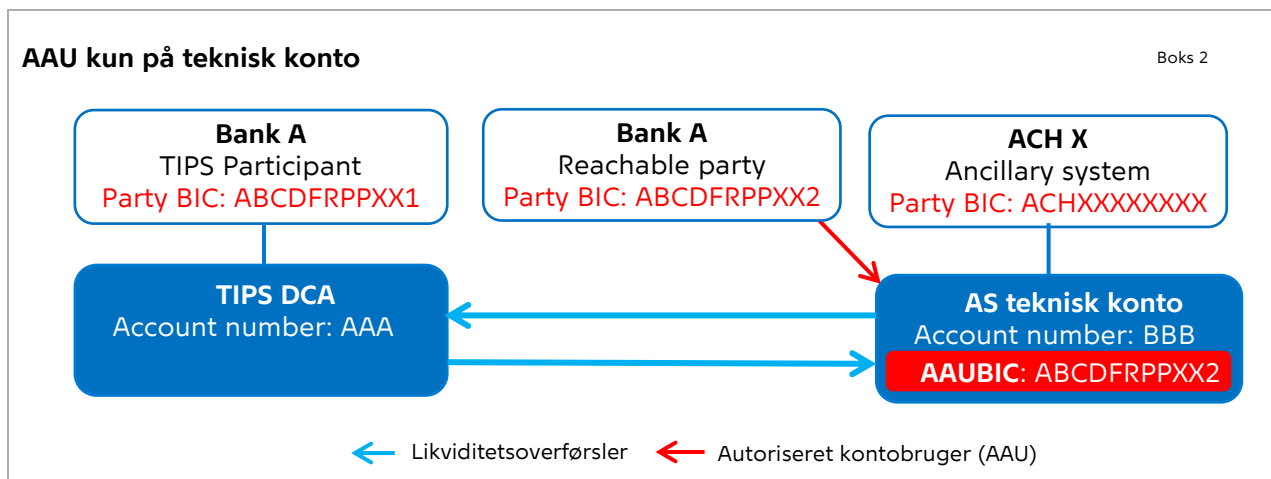 AAU kun på teknisk konto
Boks 2
Bank A
TIPS Participant
Party BIC: ABCDFRPPXX1
Bank A
Reachable party
Party BIC: ABCDFRPPXX2
ACH X
Ancillary system
Party BIC: ACHXXXXXXXX
TIPS DCA
Account number: AAA
AS teknisk konto
Account number: BBB
AAUBIC: ABCDFRPPXX2
Likviditetsoverførsler
Autoriseret kontobruger (AAU)